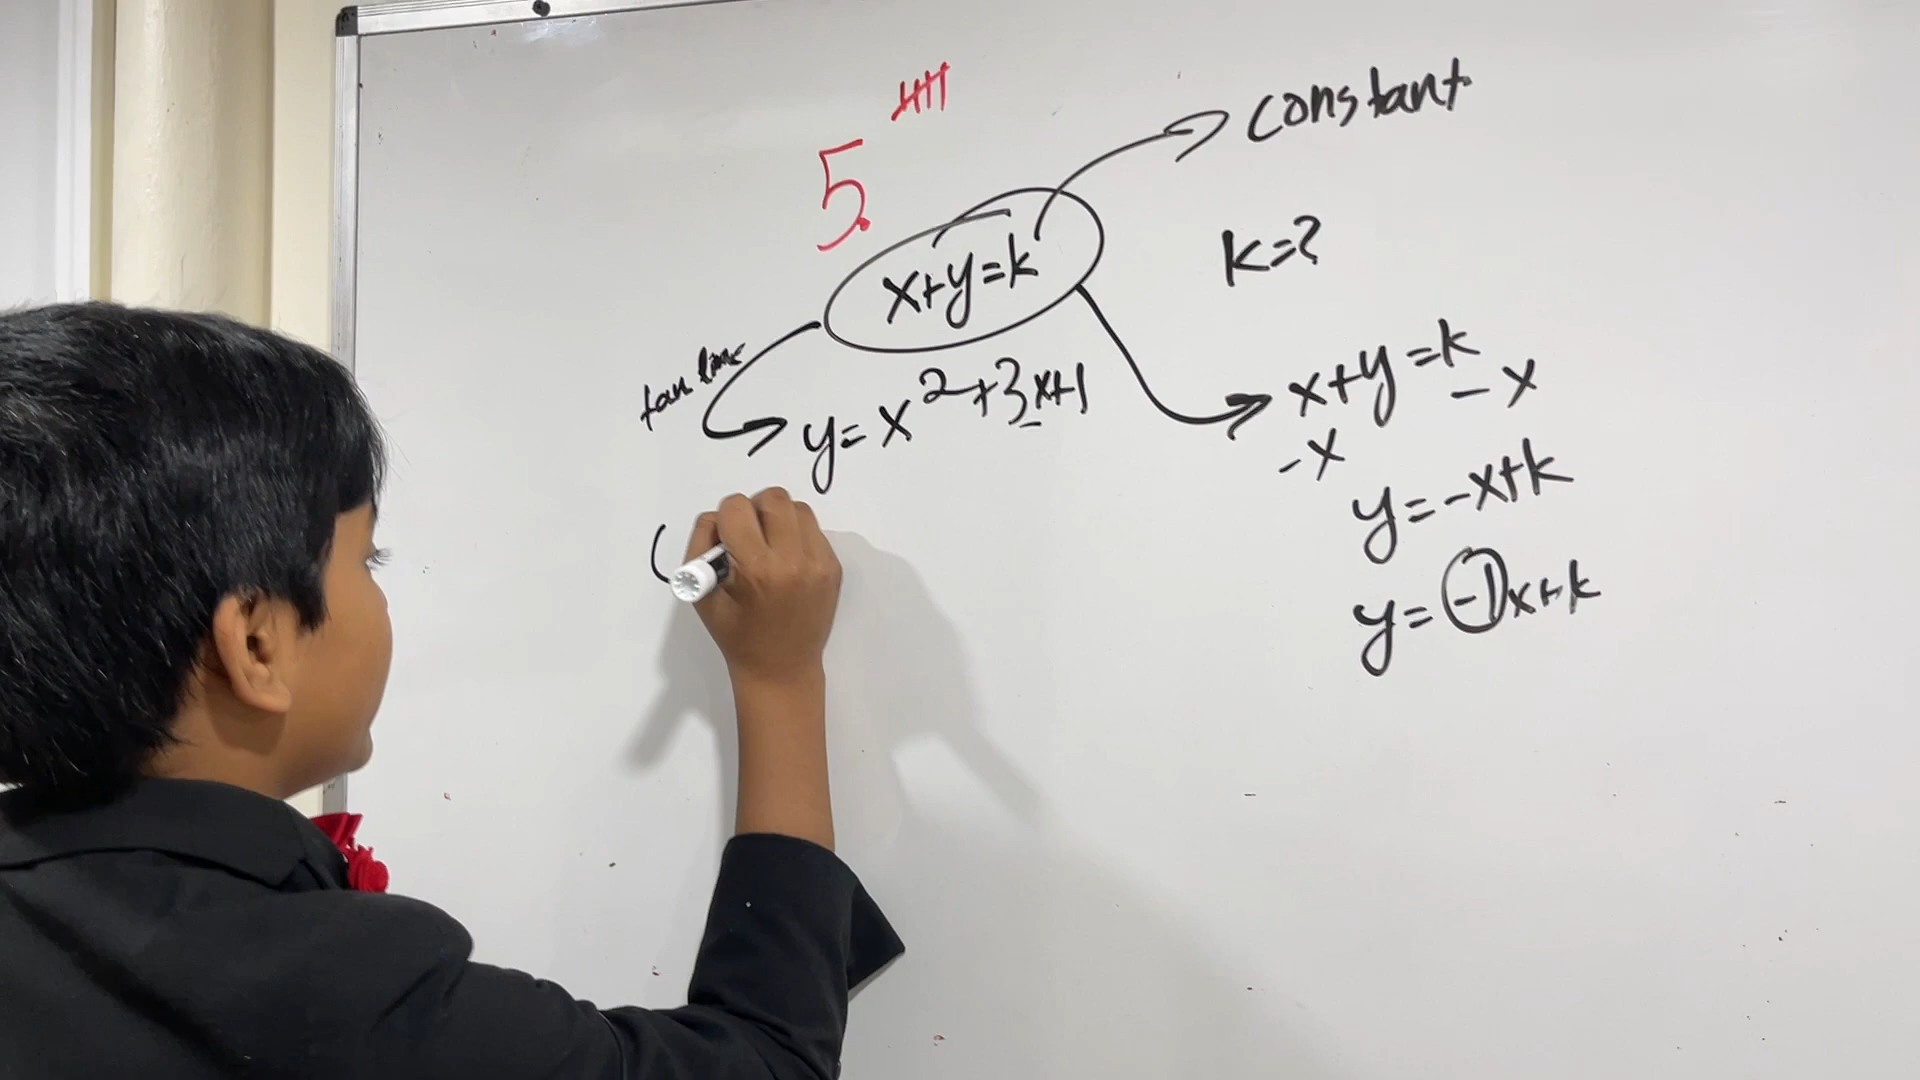 5.
constant
x+y=k
k=?
tan line
y=x²+3x+1
x+y=k
-x -x
y=-x+k
y=-1x+k